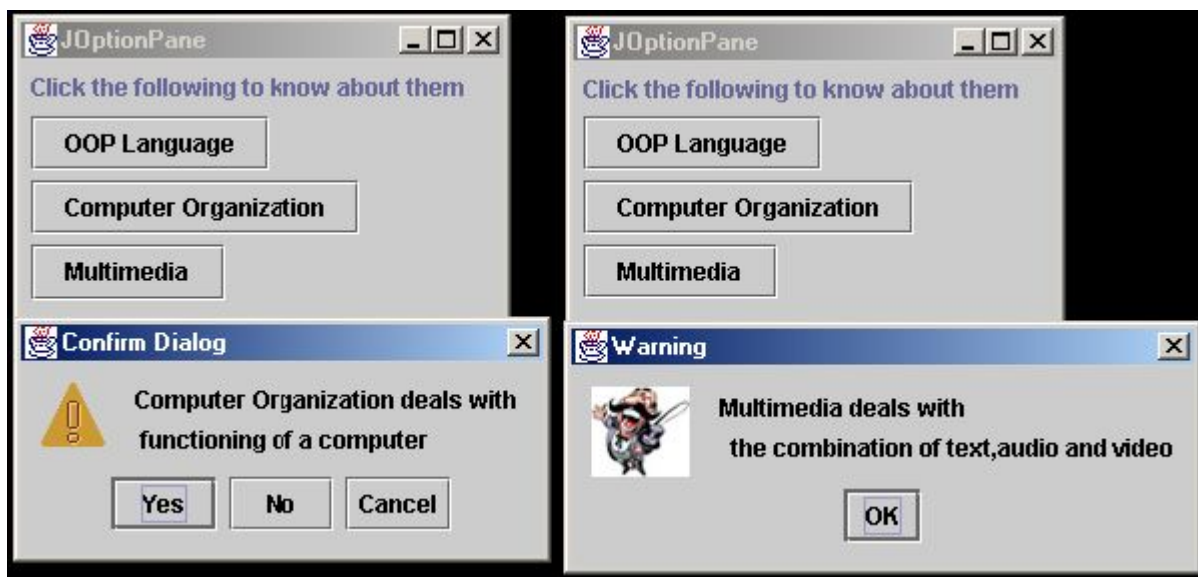 JOptionPane
Click the following to know about them
OOP Language
Computer Organization
Multimedia
Confirm Dialog
Computer Organization deals with
functioning of a computer
Yes No Cancel
JOptionPane
Click the following to know about them
OOP Language
Computer Organization
Multimedia
Warning
Multimedia deals with
the combination of text,audio and video
OK